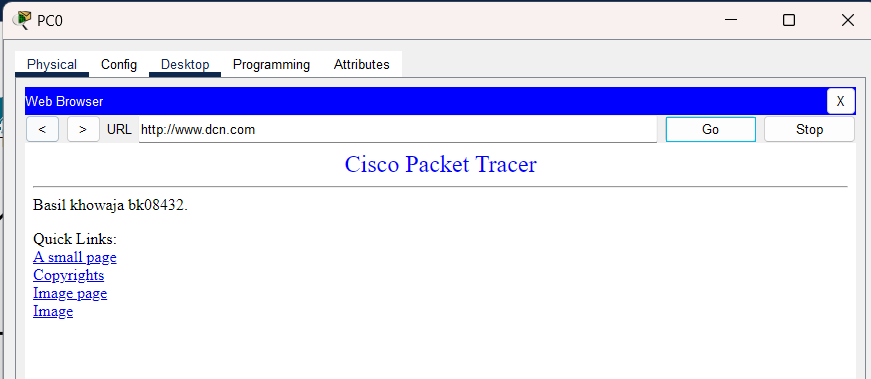 PC0
Physical Config Desktop Programming Attributes
Web Browser X
< > URL http://www.dcn.com Go Stop
Cisco Packet Tracer
Basil khowaja bk08432.
Quick Links:
A small page
Copyrights
Image page
Image